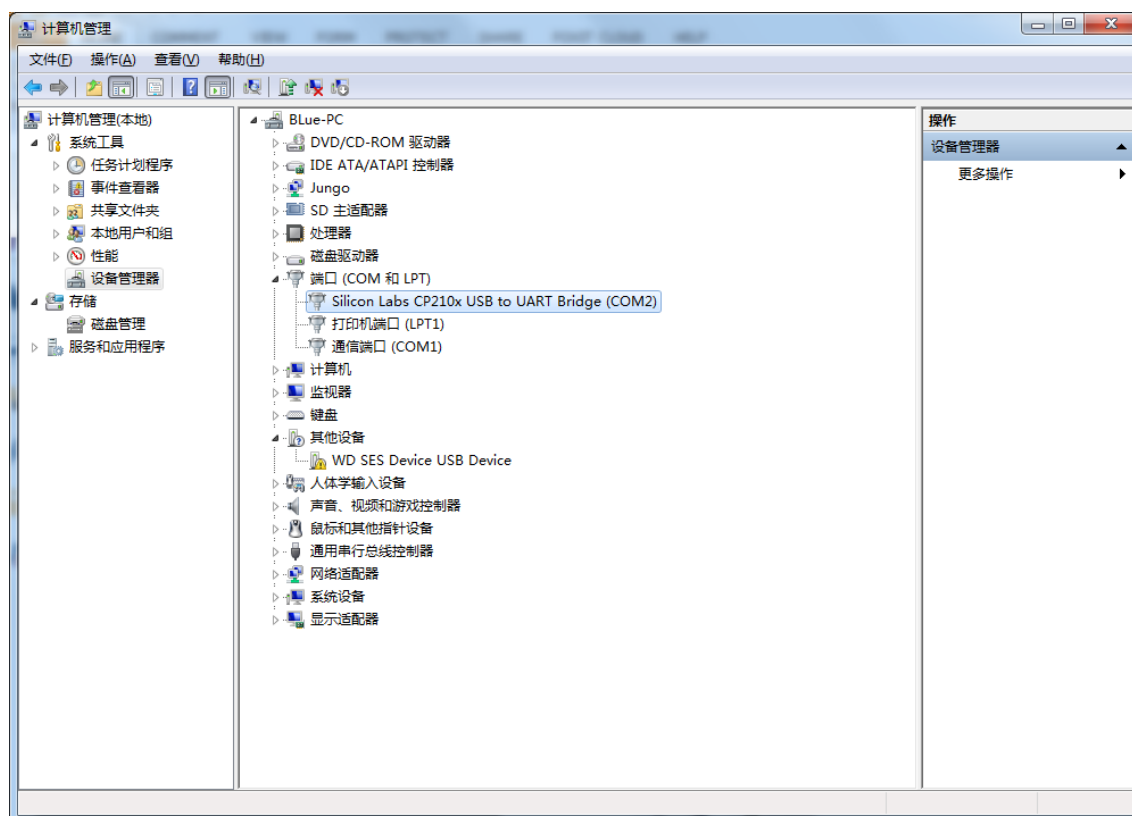 计算机管理
COMMENT VIEW FORM PROTECT SHARE FOXIT CLOUD HELP
文件(F) 操作(A) 查看(V) 帮助(H)
计算机管理(本地)
系统工具
任务计划程序
事件查看器
共享文件夹
本地用户和组
性能
设备管理器
存储
磁盘管理
服务和应用程序
BLue-PC
DVD/CD-ROM 驱动器
IDE ATA/ATAPI 控制器
Jungo
SD 主适配器
处理器
磁盘驱动器
端口 (COM 和 LPT)
Silicon Labs CP210x USB to UART Bridge (COM2)
打印机端口 (LPT1)
通信端口 (COM1)
计算机
监视器
键盘
其他设备
WD SES Device USB Device
人体学输入设备
声音、视频和游戏控制器
鼠标和其他指针设备
通用串行总线控制器
网络适配器
系统设备
显示适配器
操作
设备管理器
更多操作